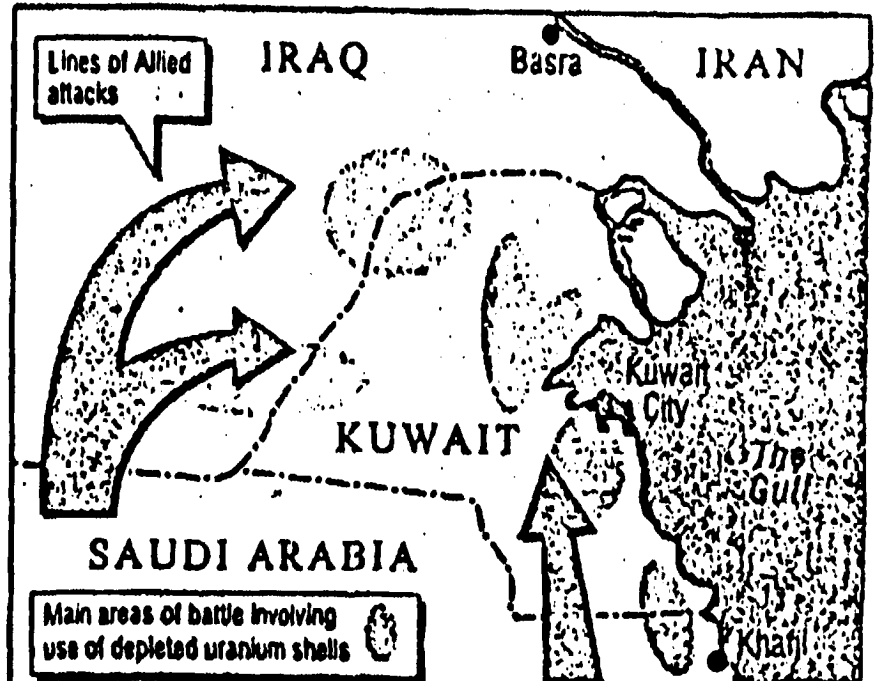 Lines of Allied
attacks
IRAQ
Basra
IRAN
Kuwait
City
KUWAIT
The
Gulf
SAUDI ARABIA
Main areas of battle involving
use of depleted uranium shells
Khafji